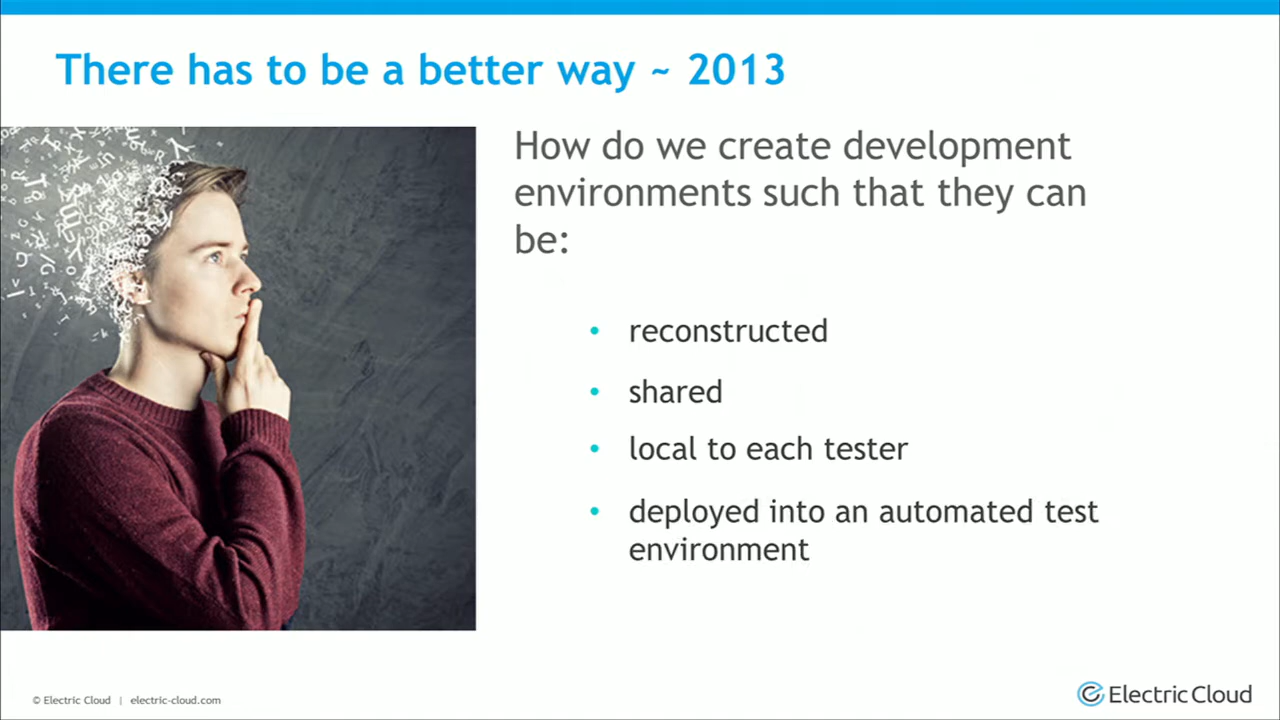 There has to be a better way ~ 2013
How do we create development
environments such that they can
be:
• reconstructed
• shared
• local to each tester
• deployed into an automated test
environment
© Electric Cloud | electric-cloud.com
Electric Cloud